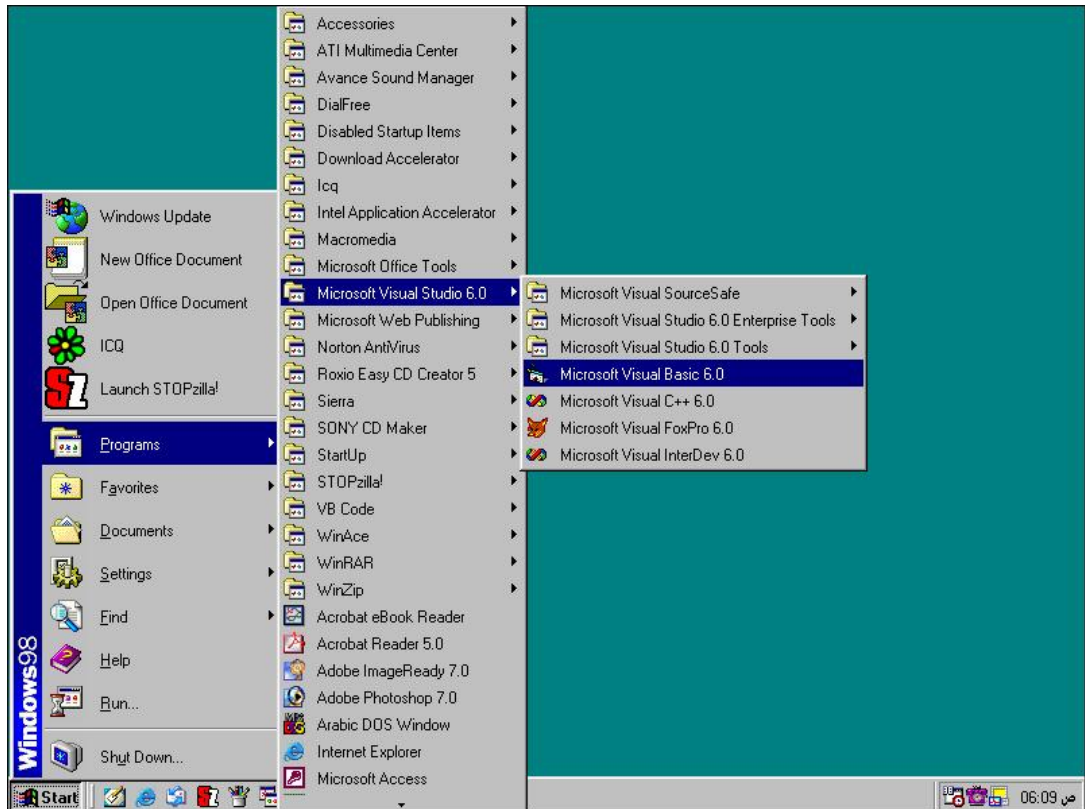 Windows98
Windows Update
New Office Document
Open Office Document
ICQ
Launch STOPzilla!
Programs
Favorites
Documents
Settings
Find
Help
Run...
Shut Down...
Accessories
ATI Multimedia Center
Avance Sound Manager
DialFree
Disabled Startup Items
Download Accelerator
Icq
Intel Application Accelerator
Macromedia
Microsoft Office Tools
Microsoft Visual Studio 6.0
Microsoft Web Publishing
Norton AntiVirus
Roxio Easy CD Creator 5
Sierra
SONY CD Maker
StartUp
STOPzilla!
VB Code
WinAce
WinRAR
WinZip
Acrobat eBook Reader
Acrobat Reader 5.0
Adobe ImageReady 7.0
Adobe Photoshop 7.0
Arabic DOS Window
Internet Explorer
Microsoft Access
Microsoft Visual SourceSafe
Microsoft Visual Studio 6.0 Enterprise Tools
Microsoft Visual Studio 6.0 Tools
Microsoft Visual Basic 6.0
Microsoft Visual C++ 6.0
Microsoft Visual FoxPro 6.0
Microsoft Visual InterDev 6.0
Start
06:09 ص